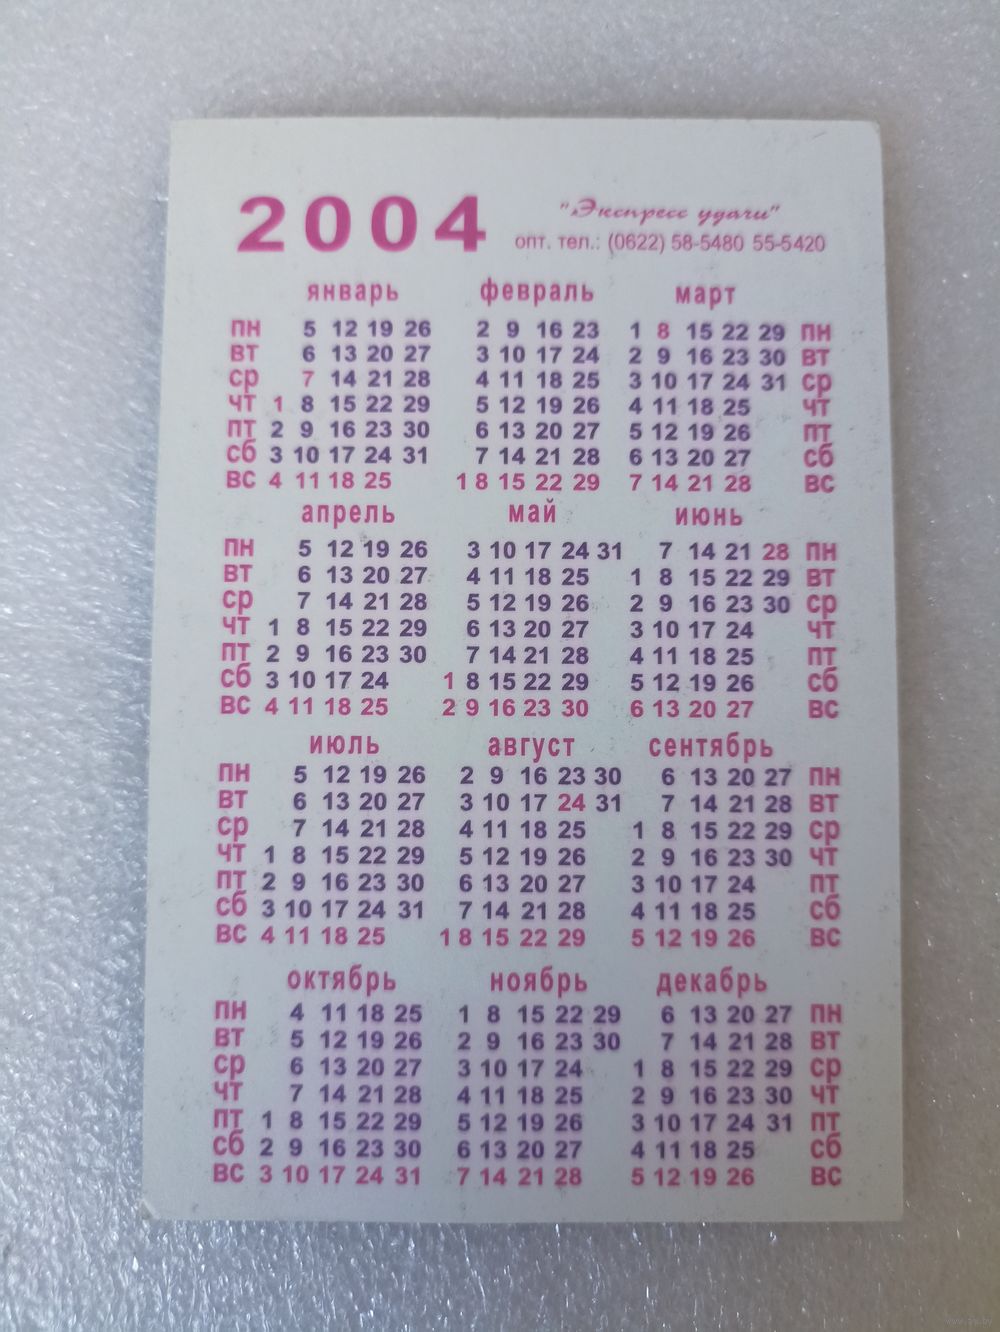 2004
"Экспресс удачи"
опт. тел.: (0622) 58-5480 55-5420
январь февраль март
пн 5 12 19 26 2 9 16 23 1 8 15 22 29 пн
вт 6 13 20 27 3 10 17 24 2 9 16 23 30 вт
ср 7 14 21 28 4 11 18 25 3 10 17 24 31 ср
чт 1 8 15 22 29 5 12 19 26 4 11 18 25 чт
пт 2 9 16 23 30 6 13 20 27 5 12 19 26 пт
сб 3 10 17 24 31 7 14 21 28 6 13 20 27 сб
вс 4 11 18 25 1 8 15 22 29 7 14 21 28 вс
апрель май июнь
пн 5 12 19 26 3 10 17 24 31 7 14 21 28 пн
вт 6 13 20 27 4 11 18 25 1 8 15 22 29 вт
ср 7 14 21 28 5 12 19 26 2 9 16 23 30 ср
чт 1 8 15 22 29 6 13 20 27 3 10 17 24 чт
пт 2 9 16 23 30 7 14 21 28 4 11 18 25 пт
сб 3 10 17 24 1 8 15 22 29 5 12 19 26 сб
вс 4 11 18 25 2 9 16 23 30 6 13 20 27 вс
июль август сентябрь
пн 5 12 19 26 2 9 16 23 30 6 13 20 27 пн
вт 6 13 20 27 3 10 17 24 31 7 14 21 28 вт
ср 7 14 21 28 4 11 18 25 1 8 15 22 29 ср
чт 1 8 15 22 29 5 12 19 26 2 9 16 23 30 чт
пт 2 9 16 23 30 6 13 20 27 3 10 17 24 пт
сб 3 10 17 24 31 7 14 21 28 4 11 18 25 сб
вс 4 11 18 25 1 8 15 22 29 5 12 19 26 вс
октябрь ноябрь декабрь
пн 4 11 18 25 1 8 15 22 29 6 13 20 27 пн
вт 5 12 19 26 2 9 16 23 30 7 14 21 28 вт
ср 6 13 20 27 3 10 17 24 1 8 15 22 29 ср
чт 7 14 21 28 4 11 18 25 2 9 16 23 30 чт
пт 1 8 15 22 29 5 12 19 26 3 10 17 24 31 пт
сб 2 9 16 23 30 6 13 20 27 4 11 18 25 сб
вс 3 10 17 24 31 7 14 21 28 5 12 19 26 вс